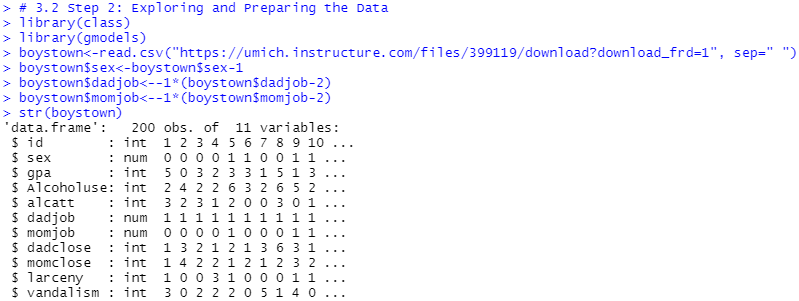 > # 3.2 Step 2: Exploring and Preparing the Data
> library(class)
> library(gmodels)
> boystown<-read.csv("https://umich.instructure.com/files/399119/download?download_frd=1", sep=" ")
> boystown$sex<-boystown$sex-1
> boystown$dadjob<--1*(boystown$dadjob-2)
> boystown$momjob<--1*(boystown$momjob-2)
> str(boystown)
'data.frame':   200 obs. of  11 variables:
 $ id        : int  1 2 3 4 5 6 7 8 9 10 ...
 $ sex       : num  0 0 0 0 1 1 0 0 1 1 ...
 $ gpa       : int  5 0 3 2 3 3 1 5 1 3 ...
 $ Alcoholuse: int  2 4 2 2 6 3 2 6 5 2 ...
 $ alcatt    : int  3 2 3 1 2 0 0 3 0 1 ...
 $ dadjob    : num  1 1 1 1 1 1 1 1 1 1 ...
 $ momjob    : num  0 0 0 0 1 0 0 0 1 1 ...
 $ dadclose  : int  1 3 2 1 2 1 3 6 3 1 ...
 $ momclose  : int  1 4 2 2 1 2 1 2 3 2 ...
 $ larceny   : int  1 0 0 3 1 0 0 0 1 1 ...
 $ vandalism : int  3 0 2 2 2 0 5 1 4 0 ...